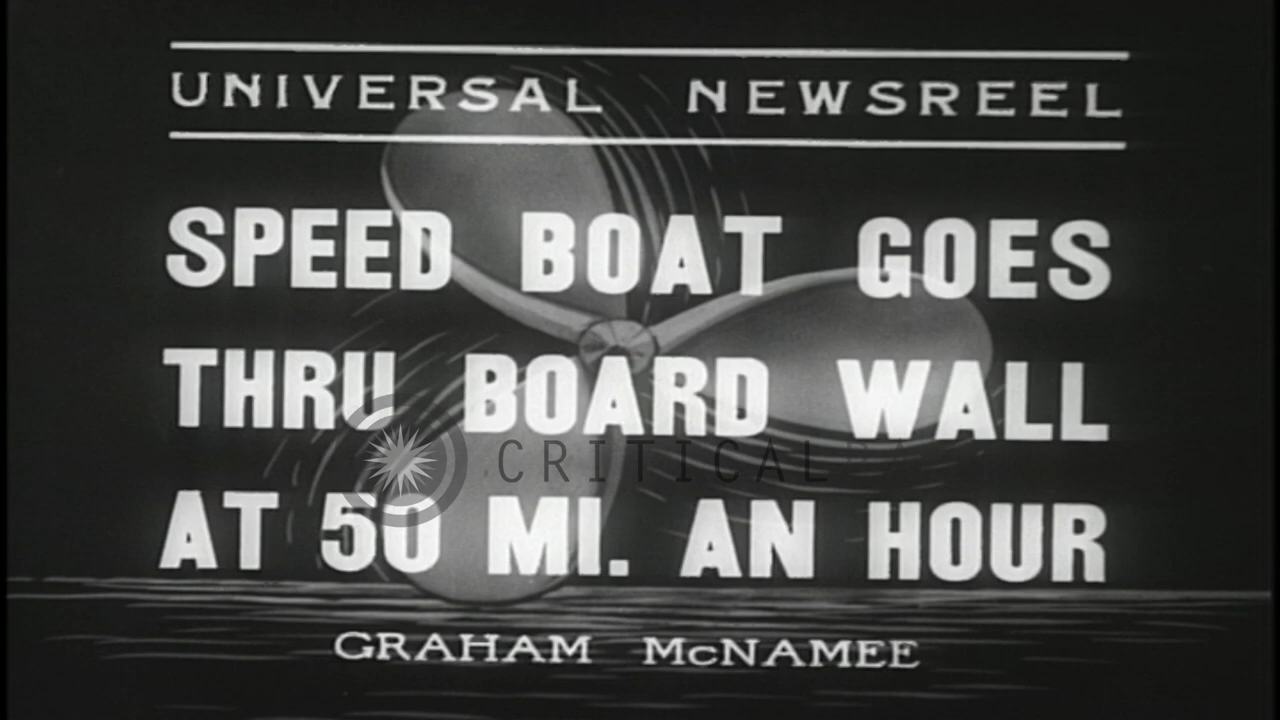 UNIVERSAL NEWSREEL
SPEED BOAT GOES
THRU BOARD WALL
CRITICAL
AT 50 MI. AN HOUR
GRAHAM McNAMEE